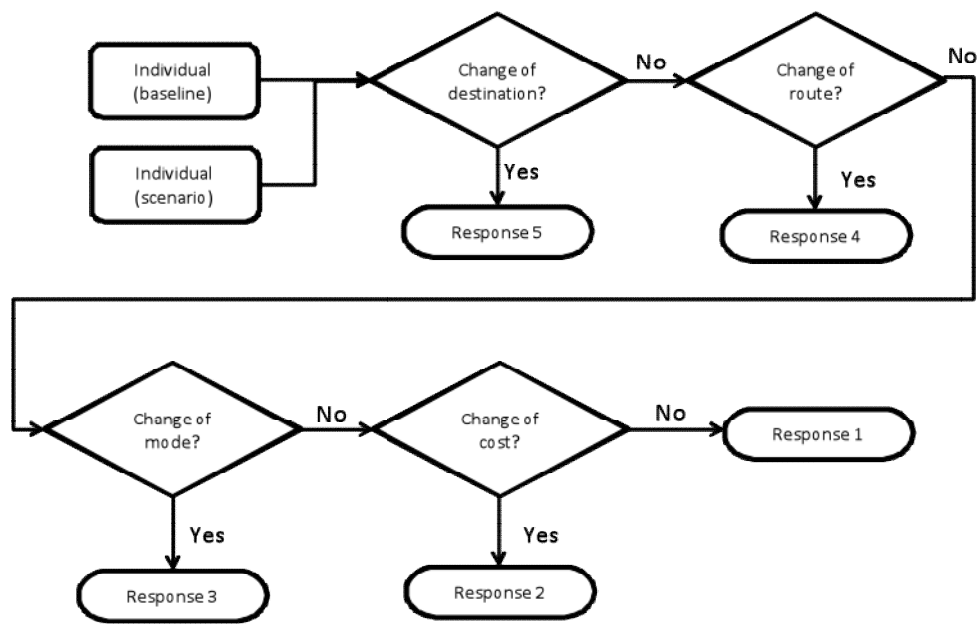 Individual
(baseline)
Change of
destination?
No
Change of
route?
No
Individual
(scenario)
Yes
Yes
Response 5
Response 4
Change of
mode?
No
Change of
cost?
No
Response 1
Yes
Yes
Response 3
Response 2